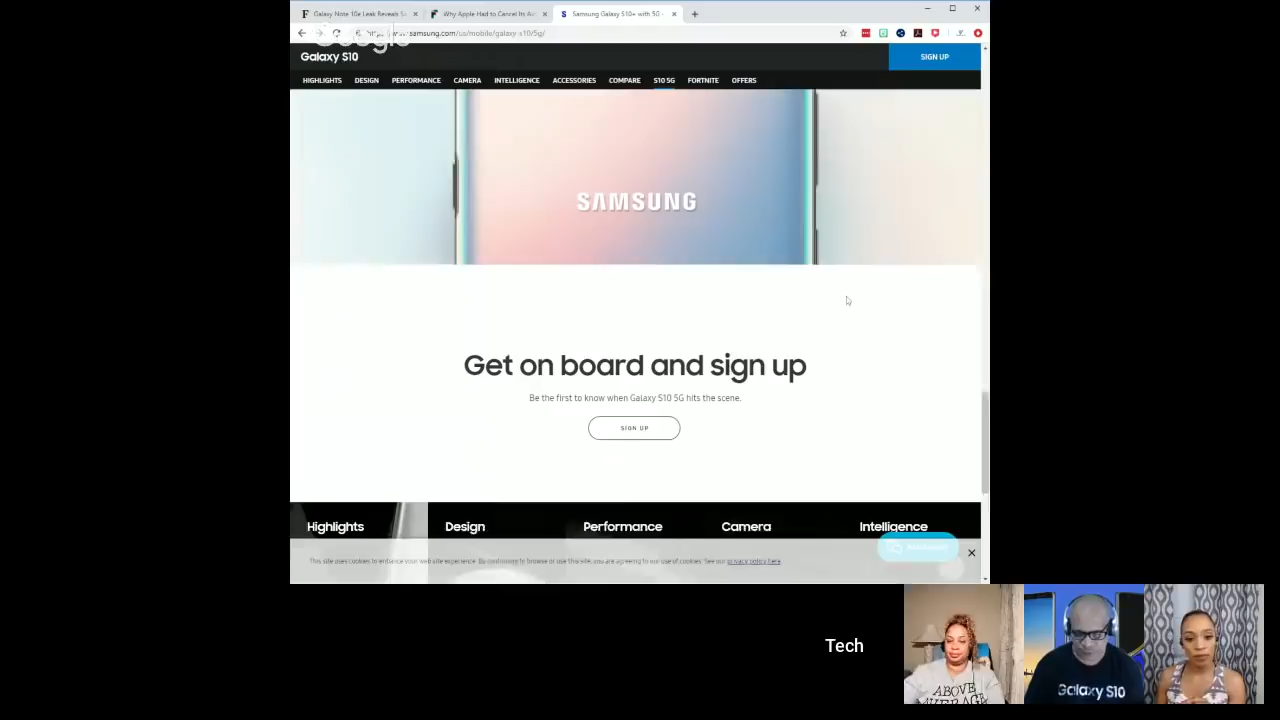 Galaxy Note 10e Leak Reveals Sa
Why Apple Had to Cancel Its Air
Samsung Galaxy S10+ with 5G -
Google
samsung.com/us/mobile/galaxy-s10/5g/
Galaxy S10
SIGN UP
HIGHLIGHTS DESIGN PERFORMANCE CAMERA INTELLIGENCE ACCESSORIES COMPARE S10 5G FORTNITE OFFERS
SAMSUNG
Get on board and sign up
Be the first to know when Galaxy S10 5G hits the scene.
SIGN UP
Highlights Design Performance Camera Intelligence
This site uses cookies to enhance your web site experience. By continuing to browse or use this site, you are agreeing to our use of cookies. See our privacy policy here.
Tech
ABOVE
AVERAGE
Galaxy S10